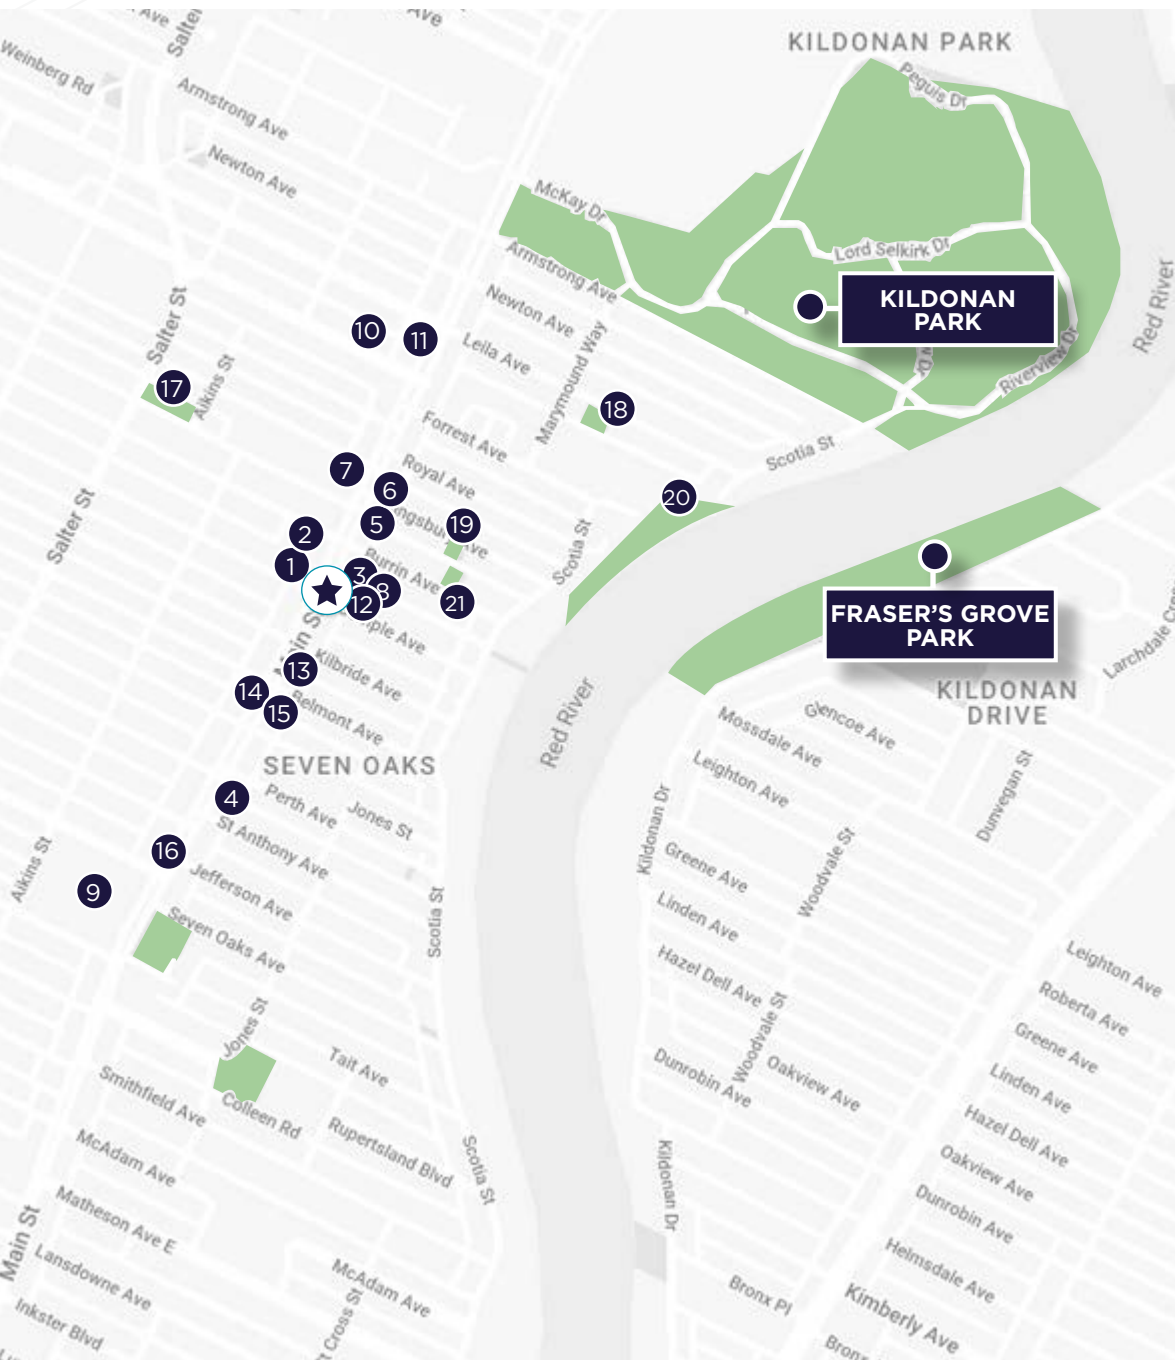 Ave
Ave
Salter
Weinberg Rd
KILDONAN PARK
Peguis Dr
Armstrong Ave
Newton Ave
McKay Dr
Lord Selkirk Dr
Armstrong Ave
Red River
KILDONAN
PARK
Newton Ave
Salter St
10
11
Leila Ave
Marymound Way
Riverview Dr
17
Aikins St
18
Forrest Ave
Scotia St
7
Royal Ave
6
20
Salter St
5
19
2
Scotia St
1
3
Burrin Ave
8
12
21
FRASER'S GROVE
PARK
Larchdale
13
Kilbride Ave
14
15
Belmont Ave
Red River
KILDONAN
DRIVE
Mossdale Ave
Glencoe Ave
SEVEN OAKS
Leighton Ave
4
Perth Ave
Jones St
Kildonan Dr
Dunvegan St
St Anthony Ave
16
Aikins St
9
Jefferson Ave
Greene Ave
Woodvale St
Seven Oaks Ave
Scotia St
Linden Ave
Hazel Dell Ave
Leighton Ave
Roberta Ave
Jones St
Woodvale St
Greene Ave
Tait Ave
Dunrobin Ave
Oakview Ave
Linden Ave
Smithfield Ave
Colleen Rd
Rupertsland Blvd
Hazel Dell Ave
McAdam Ave
Scotia St
Kildonan Dr
Oakview Ave
Matheson Ave E
Dunrobin Ave
Main St
Lansdowne Ave
McAdam Ave
Helmsdale Ave
Inkster Blvd
Cross St
Bronx Pl
Kimberly Ave